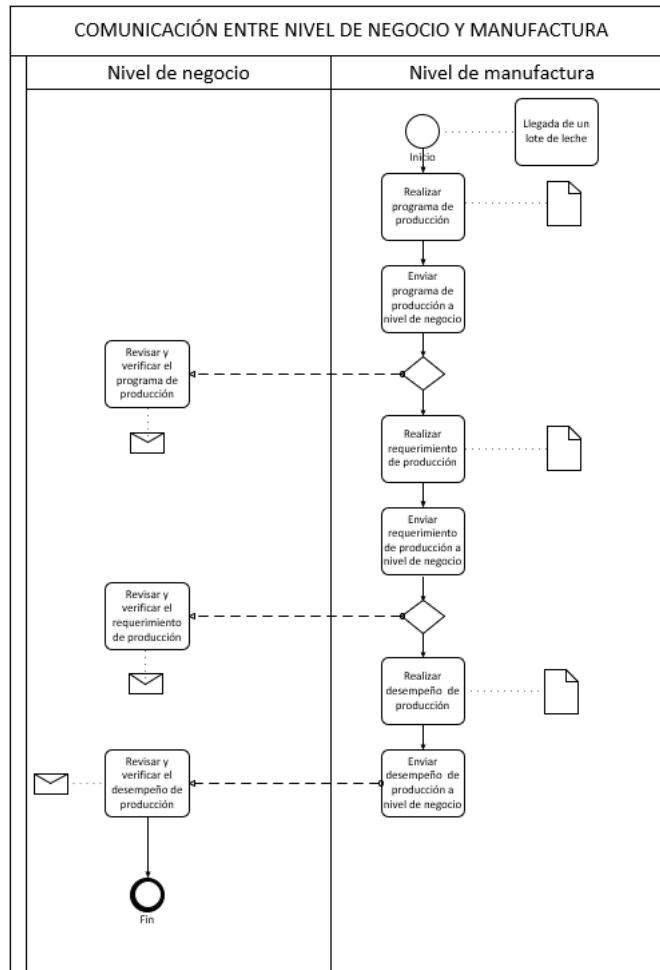 COMUNICACIÓN ENTRE NIVEL DE NEGOCIO Y MANUFACTURA
Nivel de negocio
Nivel de manufactura
Llegada de un
lote de leche
Inicio
Realizar
programa de
producción
Enviar
programa de
producción a
nivel de negocio
Revisar y
verificar el
programa de
producción
Realizar
requerimiento
de producción
Enviar
requerimiento
de producción a
nivel de negocio
Revisar y
verificar el
requerimiento
de producción
Realizar
desempeño de
producción
Revisar y
verificar el
desempeño de
producción
Enviar
desempeño de
producción a
nivel de negocio
Fin